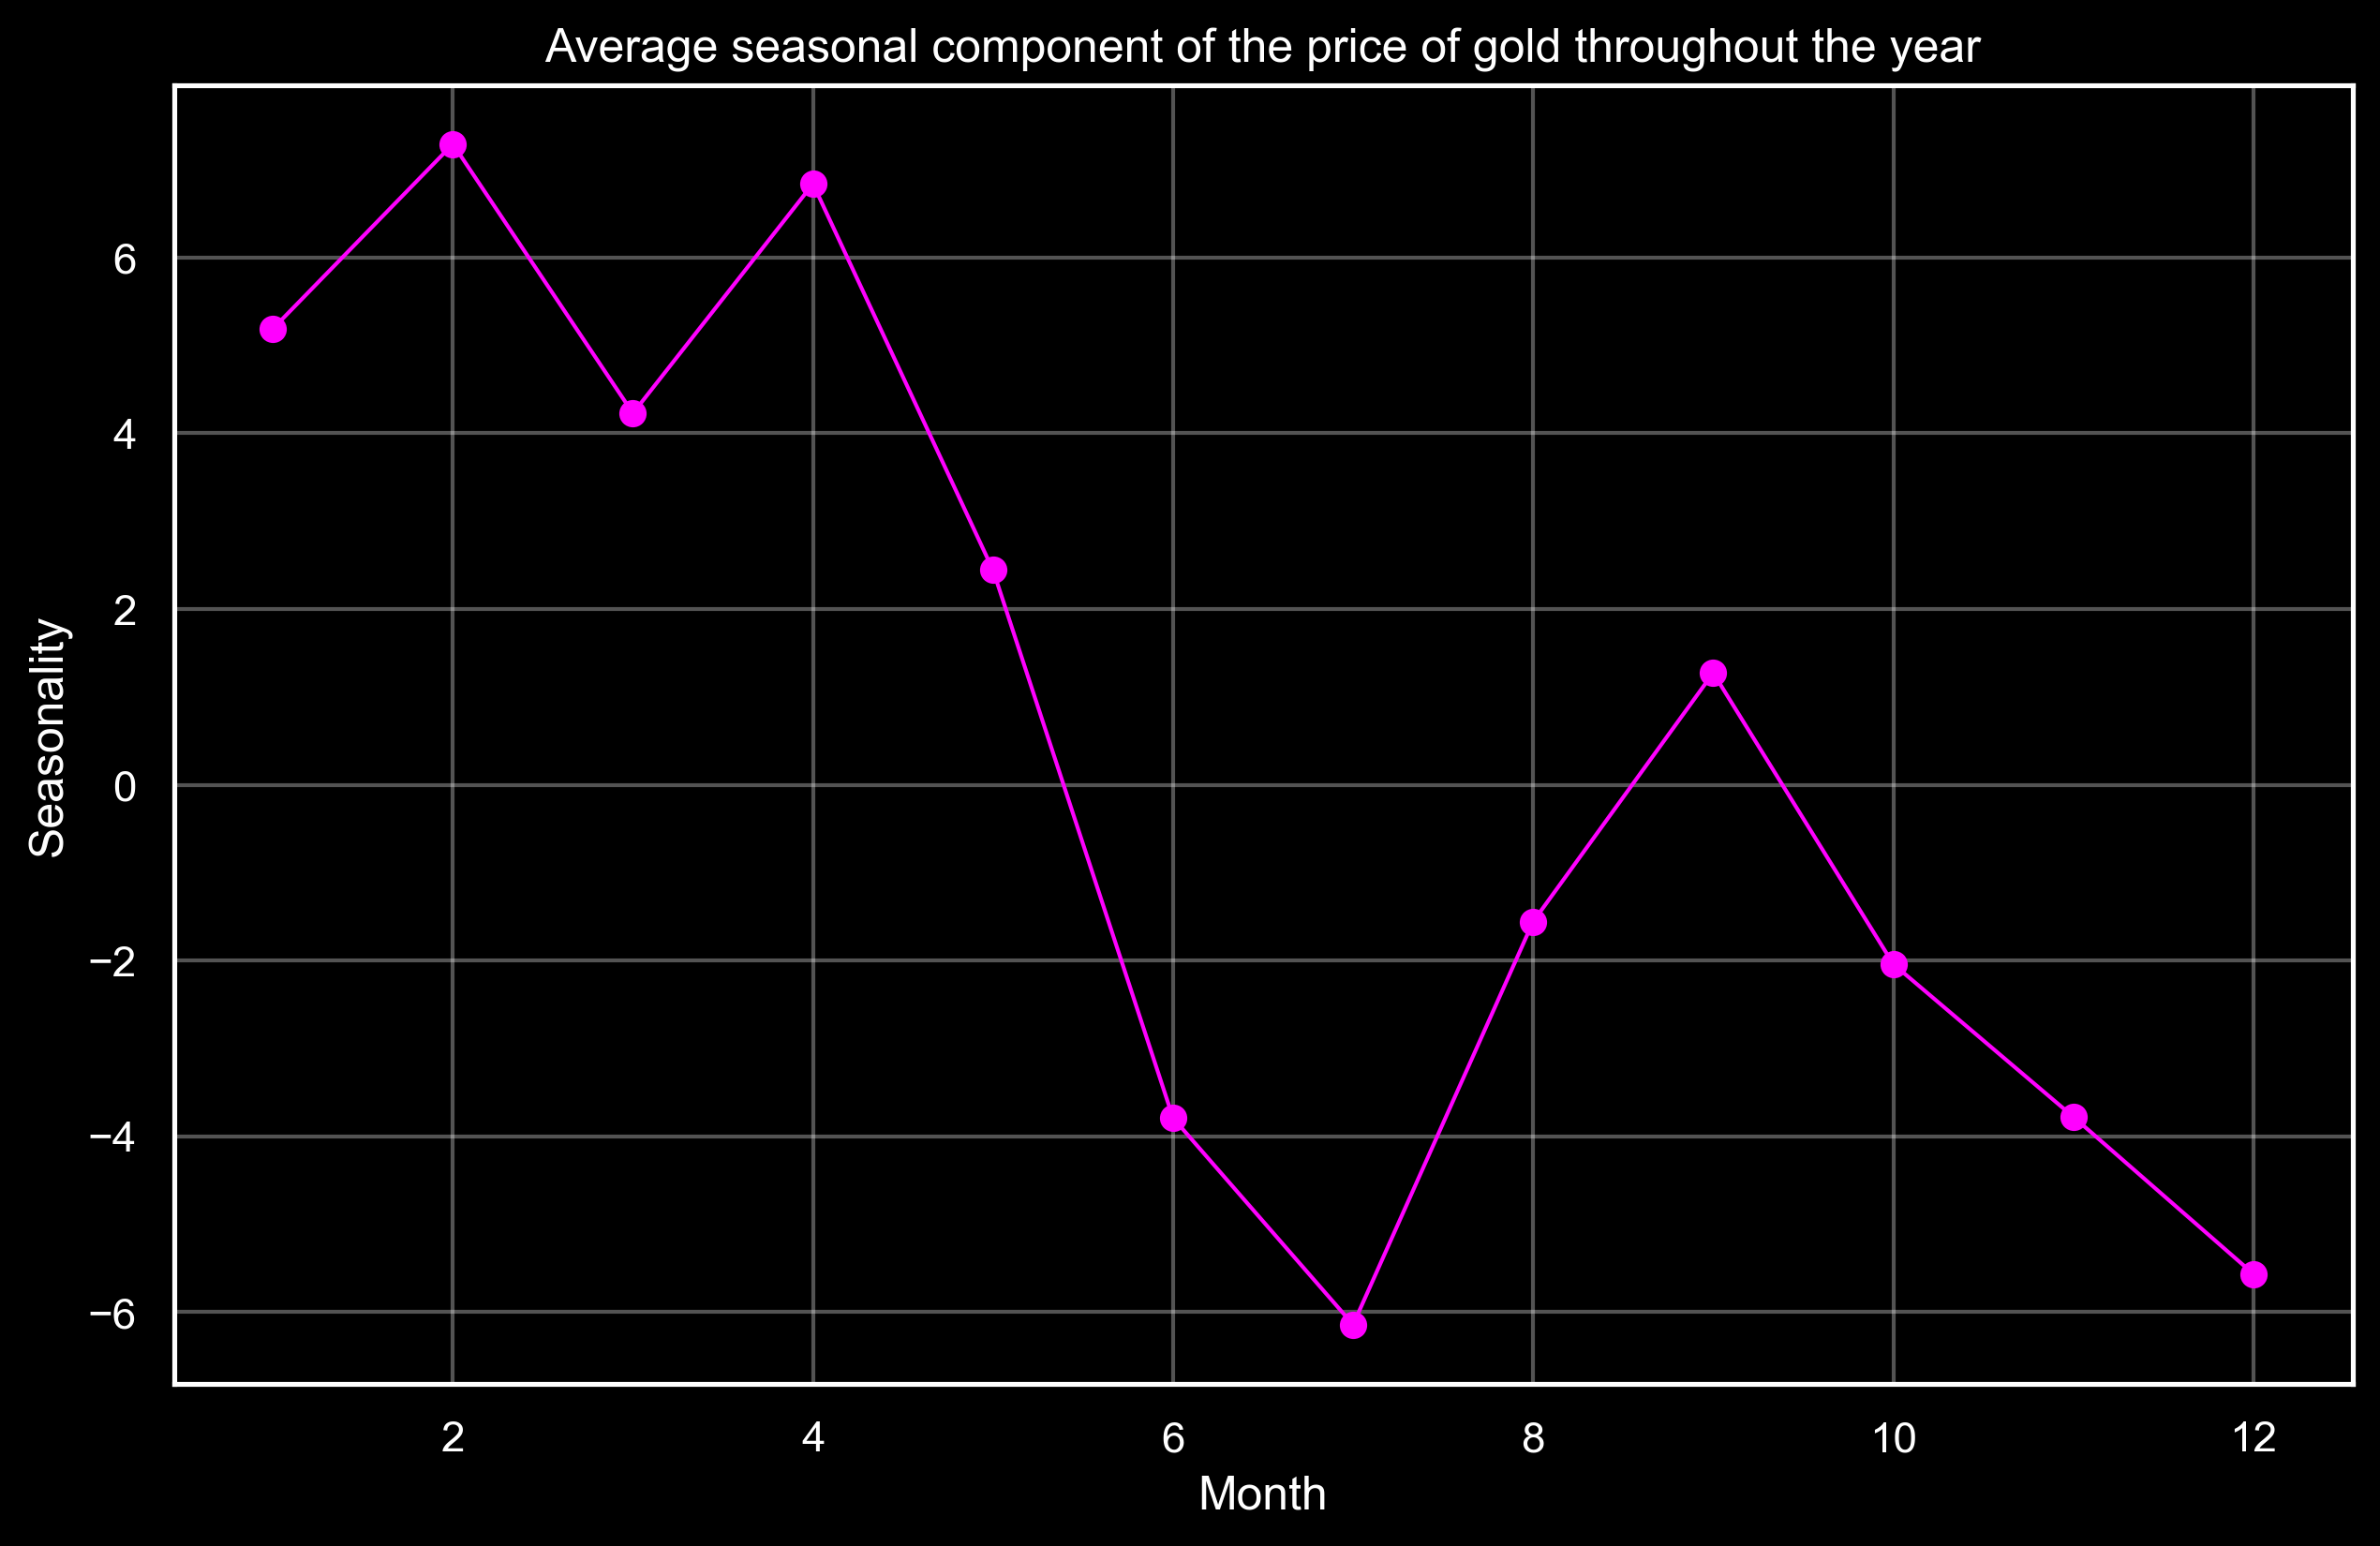 Average seasonal component of the price of gold throughout the year
Seasonality
6
4
2
0
−2
−4
−6
2 4 6 8 10 12
Month